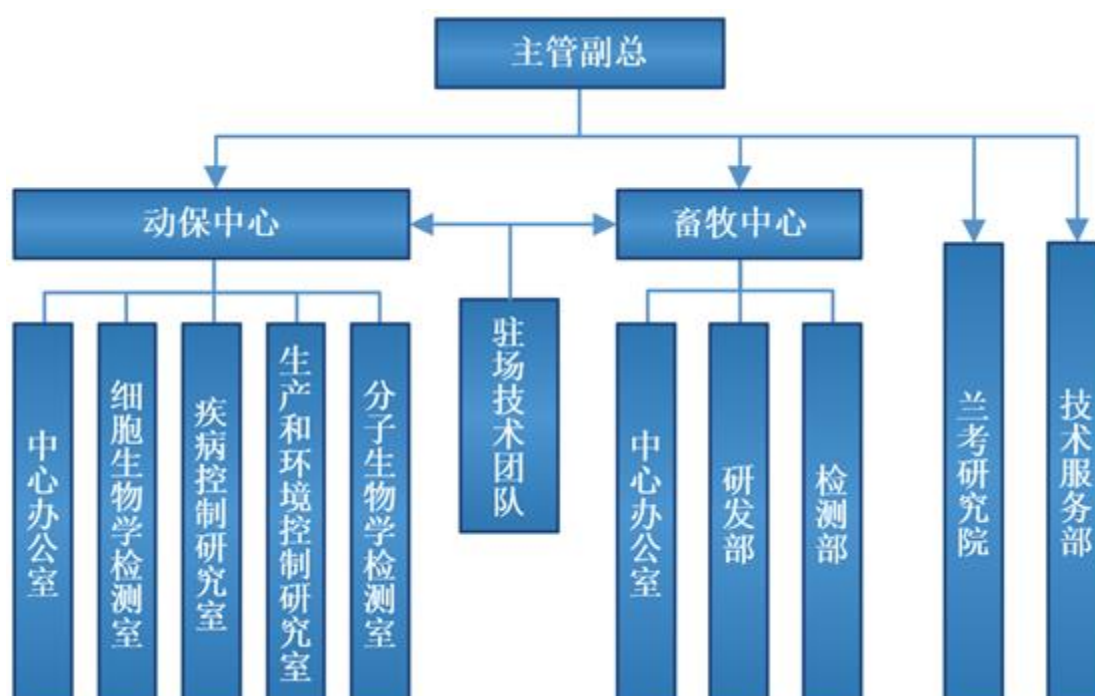 主管副总
动保中心
畜牧中心
中心办公室
细胞生物学检测室
疾病控制研究室
生产和环境控制研究室
分子生物学检测室
驻场技术团队
中心办公室
研发部
检测部
兰考研究院
技术服务部